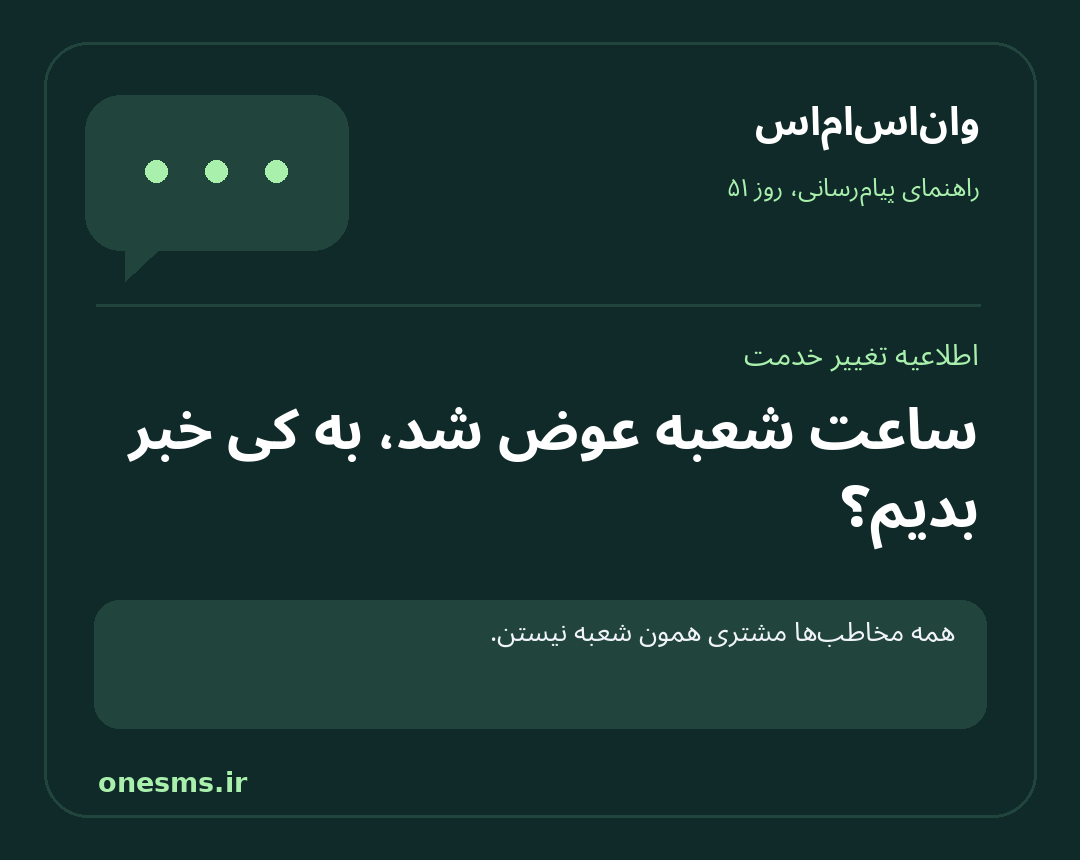 وان‌اس‌ام‌اس
راهنمای پیام‌رسانی، روز ۵۱
اطلاعیه تغییر خدمت
ساعت شعبه عوض شد، به کی خبر
بدیم؟
همه مخاطب‌ها مشتری همون شعبه نیستن.
onesms.ir